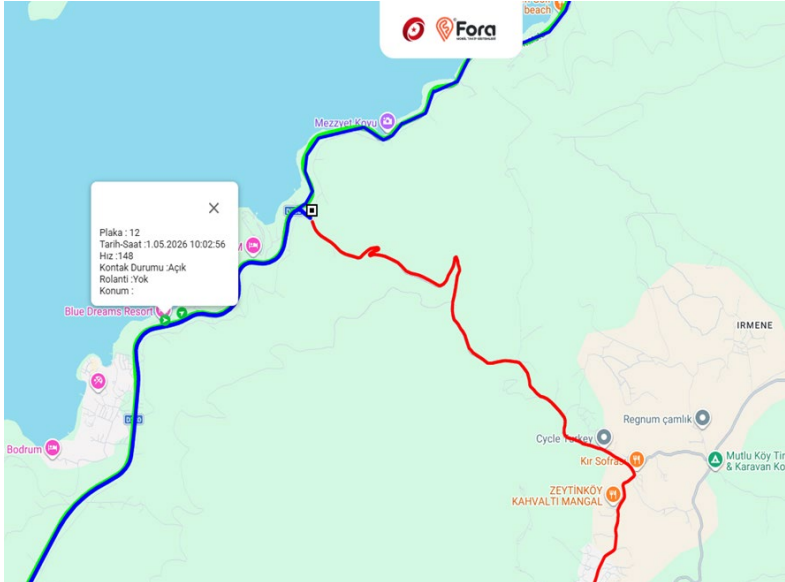 beach
Fora
Mezzyet Koyu
Plaka : 12
Tarih-Saat :1.05.2026 10:02:56
Hız :148
Kontak Durumu :Açık
Rolanti :Yok
Konum :
Blue Dreams Resort
IRMENE
Regnum çamlık
Bodrum
Cycle Turkey
Kır Sofrası
Mutlu Köy Tir
& Karavan Ko
ZEYTİNKÖY
KAHVALTI MANGAL